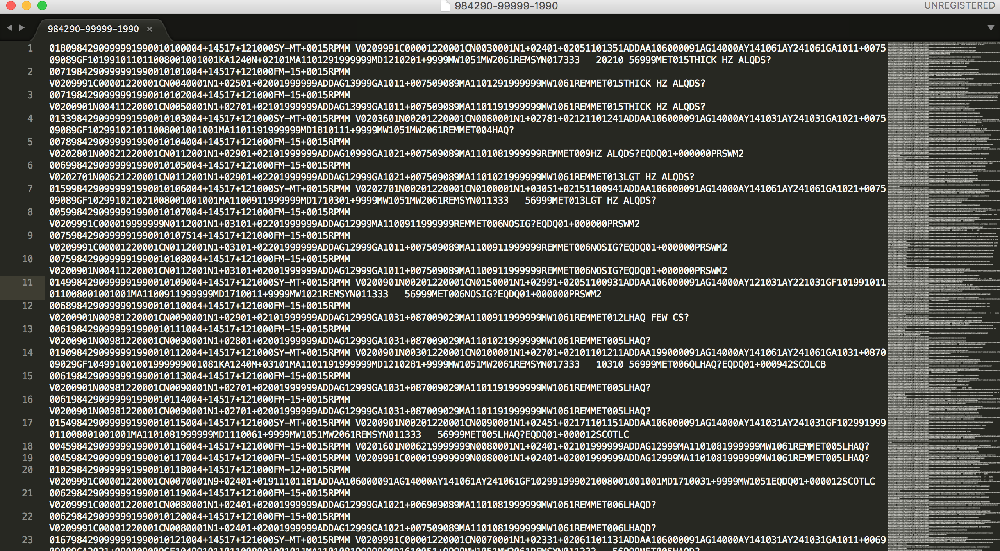 984290-99999-1990
UNREGISTERED
984290-99999-1990
1 0180984290999991990010100004+14517+121000SY-MT+0015RPMM V0209991C00001220001CN0030001N1+02401+02051101351ADDAA106000091AG14000AY141061AY241061GA1011+0075
09089GF101991011011008001001001KA1240N+02101MA1101291999999MD1210201+9999MW1051MW2061REMSYN017333   20210 56999MET015THICK HZ ALQDS?
2 0071984290999991990010101004+14517+121000FM-15+0015RPMM
V0209991C00001220001CN0040001N1+02501+02001999999ADDAG13999GA1011+007509089MA1101291999999MW1061REMMET015THICK HZ ALQDS?
3 0071984290999991990010102004+14517+121000FM-15+0015RPMM
V0200901N00411220001CN0050001N1+02701+02101999999ADDAG13999GA1011+007509089MA1101191999999MW1061REMMET015THICK HZ ALQDS?
4 0133984290999991990010103004+14517+121000SY-MT+0015RPMM V0203601N00201220001CN0080001N1+02781+02121101241ADDAA106000091AG14000AY141031AY241031GA1021+0075
09089GF102991021011008001001001MA1101191999999MD1810111+9999MW1051MW2061REMMET004HAQ?
5 0078984290999991990010104004+14517+121000FM-15+0015RPMM
V0202801N00821220001CN0112001N1+02901+02101999999ADDAG10999GA1021+007509089MA1101081999999REMMET009HZ ALQDS?EQDQ01+000000PRSWM2
6 0069984290999991990010105004+14517+121000FM-15+0015RPMM
V0202701N00621220001CN0112001N1+02901+02201999999ADDAG12999GA1021+007509089MA1101021999999MW1061REMMET013LGT HZ ALQDS?
7 0159984290999991990010106004+14517+121000SY-MT+0015RPMM V0202701N00201220001CN0100001N1+03051+02151100941ADDAA106000091AG14000AY141061AY241061GA1021+0075
09089GF102991021021008001001001MA1100911999999MD1710301+9999MW1051MW2061REMSYN011333   56999MET013LGT HZ ALQDS?
8 0059984290999991990010107004+14517+121000FM-15+0015RPMM
V0209991C000019999999N0112001N1+03101+02201999999ADDAG12999MA1100911999999REMMET006NOSIG?EQDQ01+000000PRSWM2
9 0075984290999991990010107514+14517+121000FM-15+0015RPMM
V0209991C00001220001CN0112001N1+03101+02201999999ADDAG12999GA1011+007509089MA1100911999999REMMET006NOSIG?EQDQ01+000000PRSWM2
10 0075984290999991990010108004+14517+121000FM-15+0015RPMM
V0200901N00411220001CN0112001N1+03101+02001999999ADDAG12999GA1011+007509089MA1100911999999REMMET006NOSIG?EQDQ01+000000PRSWM2
11 0149984290999991990010109004+14517+121000SY-MT+0015RPMM V0200901N00201220001CN0150001N1+02991+02051100931ADDAA106000091AG14000AY121031AY221031GF101991011
011008001001001MA1100911999999MD1710011+9999MW1021REMSYN011333   56999MET006NOSIG?EQDQ01+000000PRSWM2
12 0068984290999991990010110004+14517+121000FM-15+0015RPMM
V0200901N00981220001CN0090001N1+02901+02101999999ADDAG12999GA1031+087009029MA1100911999999MW1061REMMET012LHAQ FEW CS?
13 0061984290999991990010111004+14517+121000FM-15+0015RPMM
V0200901N00981220001CN0090001N1+02801+02001999999ADDAG12999GA1031+087009029MA1101021999999MW1061REMMET005LHAQ?
14 0190984290999991990010112004+14517+121000SY-MT+0015RPMM V0200901N00301220001CN0100001N1+02701+02101101211ADDAA199000091AG14000AY141061AY241061GA1031+0870
09029GF104991001001999999001081KA1240M+03101MA1101191999999MD1210281+9999MW1051MW2061REMSYN017333   10310 56999MET006QLHAQ?EQDQ01+000942SCOLCB
15 0061984290999991990010113004+14517+121000FM-15+0015RPMM
V0200901N00981220001CN0090001N1+02701+02001999999ADDAG12999GA1031+087009029MA1101191999999MW1061REMMET005LHAQ?
16 0061984290999991990010114004+14517+121000FM-15+0015RPMM
V0200901N00981220001CN0090001N1+02701+02001999999ADDAG12999GA1031+087009029MA1101191999999MW1061REMMET005LHAQ?
17 0154984290999991990010115004+14517+121000SY-MT+0015RPMM V0200901N00201220001CN0090001N1+02451+02171101151ADDAA106000091AG14000AY141031AY241031GF102991999
011008001001001MA1101081999999MD1110061+9999MW1051MW2061REMSYN011333   56999MET005LHAQ?EQDQ01+000012SCOTLC
18 0045984290999991990010116004+14517+121000FM-15+0015RPMM V0201601N006219999999N0080001N1+02401+02101999999ADDAG12999MA1101081999999MW1061REMMET005LHAQ?
19 0045984290999991990010117004+14517+121000FM-15+0015RPMM V0209991C000019999999N0080001N1+02401+02001999999ADDAG12999MA1101081999999MW1061REMMET005LHAQ?
20 0102984290999991990010118004+14517+121000FM-12+0015RPMM
V0209991C00001220001CN0070001N9+02401+01911101181ADDAA106000091AG14000AY141061AY241061GF102991999021008001001001MD1710031+9999MW1051EQDQ01+000012SCOTLC
21 0062984290999991990010119004+14517+121000FM-15+0015RPMM
V0209991C00001220001CN0080001N1+02401+02001999999ADDAG12999GA1021+006909089MA1101081999999MW1061REMMET006LHAQD?
22 0062984290999991990010120004+14517+121000FM-15+0015RPMM
V0209991C00001220001CN0080001N1+02401+02001999999ADDAG12999GA1021+007509089MA1101081999999MW1061REMMET006LHAQD?
23 0167984290999991990010121004+14517+121000SY-MT+0015RPMM V0209991C00001220001CN0070001N1+02331+02061101131ADDAA106000091AG14000AY141031AY241031GA1011+0069
09089GA2031+090009009GF104991011011008001001011MA1101081999999MD1610051+9999MW1051MW2061REMSYN011333   56999MET005HAQD?